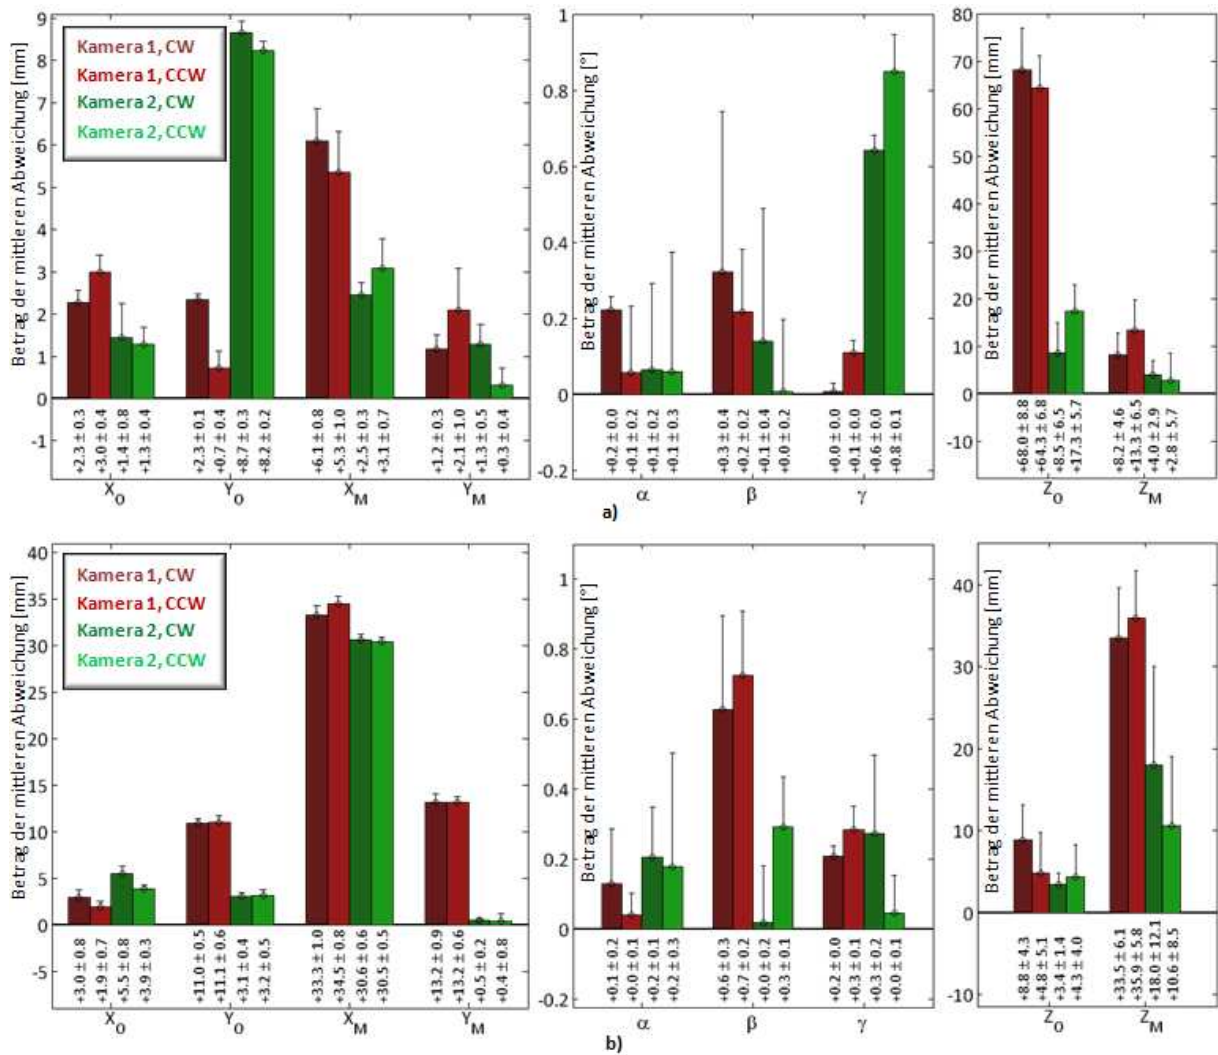 Betrag der mittleren Abweichung [mm]
9
8
7
6
5
4
3
2
1
0
-1
Kamera 1, CW
Kamera 1, CCW
Kamera 2, CW
Kamera 2, CCW
+2.3 ± 0.3
+3.0 ± 0.4
+1.4 ± 0.8
+1.3 ± 0.4
+2.3 ± 0.1
+0.7 ± 0.4
+8.7 ± 0.3
+8.2 ± 0.2
+6.1 ± 0.8
+5.3 ± 1.0
+2.5 ± 0.3
+3.1 ± 0.7
+1.2 ± 0.3
+2.1 ± 1.0
+1.3 ± 0.5
+0.3 ± 0.4
X_O Y_O X_M Y_M
Betrag der mittleren Abweichung [°]
1
0.8
0.6
0.4
0.2
0
-0.2
+0.2 ± 0.0
+0.1 ± 0.2
+0.1 ± 0.2
+0.1 ± 0.3
+0.3 ± 0.4
+0.2 ± 0.2
+0.1 ± 0.4
+0.0 ± 0.2
+0.0 ± 0.0
+0.1 ± 0.0
+0.6 ± 0.0
+0.8 ± 0.1
α β γ
Betrag der mittleren Abweichung [mm]
80
70
60
50
40
30
20
10
0
-10
+68.0 ± 8.8
+64.3 ± 6.8
+8.5 ± 6.5
+17.3 ± 5.7
+8.2 ± 4.6
+13.3 ± 6.5
+4.0 ± 2.9
+2.8 ± 5.7
Z_O Z_M
a)
Betrag der mittleren Abweichung [mm]
40
35
30
25
20
15
10
5
0
-5
Kamera 1, CW
Kamera 1, CCW
Kamera 2, CW
Kamera 2, CCW
+3.0 ± 0.8
+1.9 ± 0.7
+5.5 ± 0.8
+3.9 ± 0.3
+11.0 ± 0.5
+11.1 ± 0.6
+3.1 ± 0.4
+3.2 ± 0.5
+33.3 ± 1.0
+34.5 ± 0.8
+30.6 ± 0.6
+30.5 ± 0.5
+13.2 ± 0.9
+13.2 ± 0.6
+0.5 ± 0.2
+0.4 ± 0.8
X_O Y_O X_M Y_M
Betrag der mittleren Abweichung [°]
1
0.8
0.6
0.4
0.2
0
-0.2
+0.1 ± 0.2
+0.0 ± 0.1
+0.2 ± 0.1
+0.2 ± 0.3
+0.6 ± 0.3
+0.7 ± 0.2
+0.0 ± 0.2
+0.3 ± 0.1
+0.2 ± 0.0
+0.3 ± 0.1
+0.3 ± 0.2
+0.0 ± 0.1
α β γ
Betrag der mittleren Abweichung [mm]
40
30
20
10
0
-10
+8.8 ± 4.3
+4.8 ± 5.1
+3.4 ± 1.4
+4.3 ± 4.0
+33.5 ± 6.1
+35.9 ± 5.8
+18.0 ± 12.1
+10.6 ± 8.5
Z_O Z_M
b)